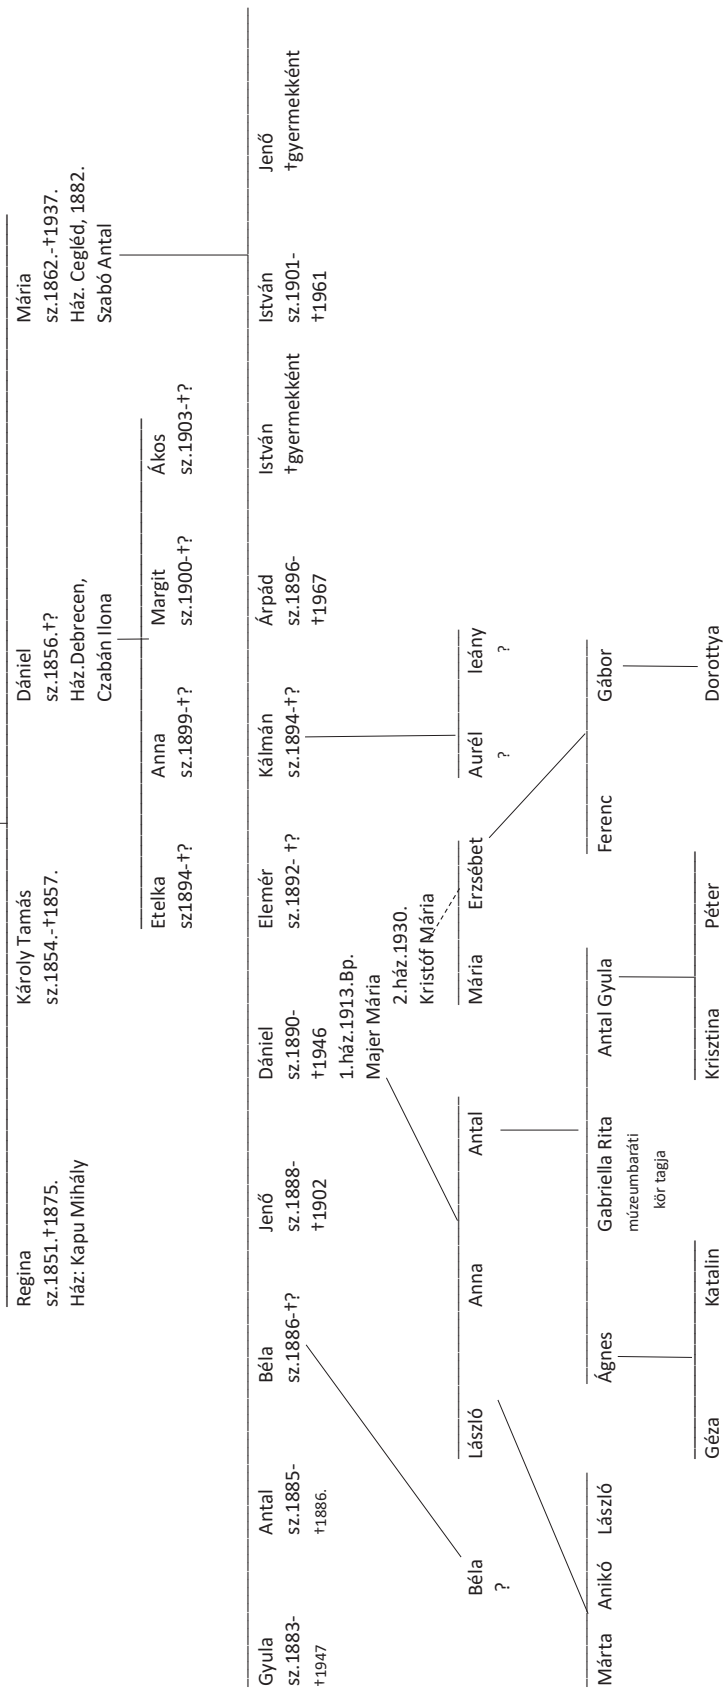 Regina
sz.1851.†1875.
Ház: Kapu Mihály
Károly Tamás
sz.1854.-†1857.
Dániel
sz.1856.†?
Ház.Debrecen,
Czabán Ilona
Mária
sz.1862.-†1937.
Ház. Cegléd, 1882.
Szabó Antal
Etelka
sz1894-†?
Anna
sz.1899-†?
Margit
sz.1900-†?
Ákos
sz.1903-†?
Gyula
sz.1883-
†1947
Antal
sz.1885-
†1886.
Béla
sz.1886-†?
Jenő
sz.1888-
†1902
Dániel
sz.1890-
†1946
1.ház.1913.Bp.
Majer Mária
2.ház.1930.
Kristóf Mária
Elemér
sz.1892- †?
Kálmán
sz.1894-†?
Árpád
sz.1896-
†1967
István
†gyermekként
István
sz.1901-
†1961
Jenő
†gyermekként
Béla
?
László
Anna
Antal
Mária
Erzsébet
Aurél
?
leány
?
Márta
Anikó
László
Ágnes
Gabriella Rita
múzeumbaráti
kör tagja
Antal Gyula
Ferenc
Gábor
Géza
Katalin
Krisztina
Péter
Dorottya